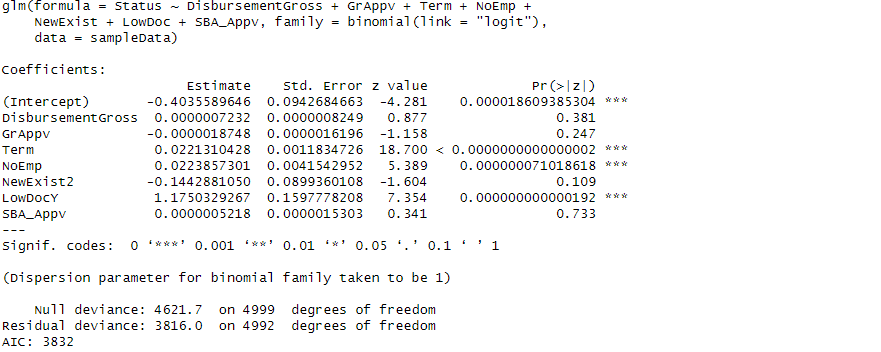 glm(formula = Status ~ DisbursementGross + GrAppv + Term + NoEmp +
    NewExist + LowDoc + SBA_Appv, family = binomial(link = "logit"),
    data = sampleData)
Coefficients:
                       Estimate    Std. Error z value             Pr(>|z|)
(Intercept)       -0.4035589646  0.0942684663  -4.281    0.000018609385304 ***
DisbursementGross  0.0000007232  0.0000008249   0.877                0.381
GrAppv            -0.0000018748  0.0000016196  -1.158                0.247
Term               0.0221310428  0.0011834726  18.700 < 0.0000000000000002 ***
NoEmp              0.0223857301  0.0041542952   5.389    0.000000071018618 ***
NewExist2         -0.1442881050  0.0899360108  -1.604                0.109
LowDocY            1.1750329267  0.1597778208   7.354    0.000000000000192 ***
SBA_Appv           0.0000005218  0.0000015303   0.341                0.733
---
Signif. codes:  0 ‘***’ 0.001 ‘**’ 0.01 ‘*’ 0.05 ‘.’ 0.1 ‘ ’ 1
(Dispersion parameter for binomial family taken to be 1)
    Null deviance: 4621.7  on 4999  degrees of freedom
Residual deviance: 3816.0  on 4992  degrees of freedom
AIC: 3832